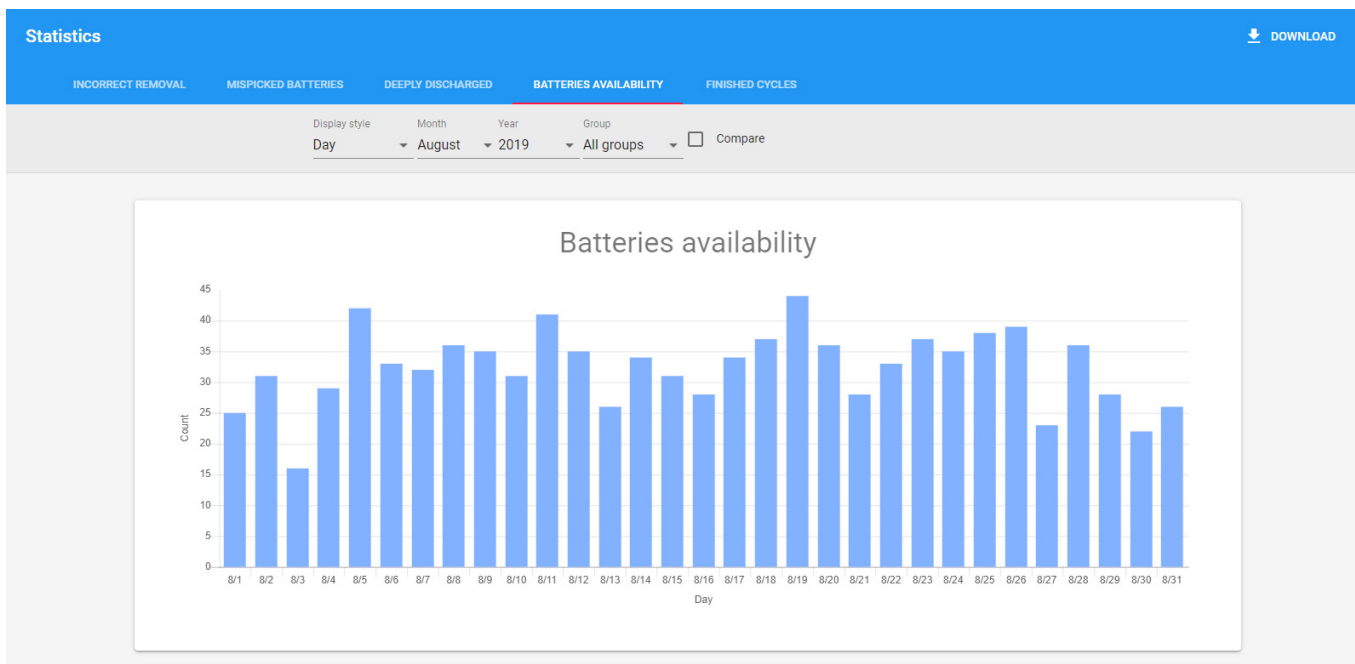 Statistics
DOWNLOAD
INCORRECT REMOVAL MISPICKED BATTERIES DEEPLY DISCHARGED BATTERIES AVAILABILITY FINISHED CYCLES
Display style Month Year Group
Day August 2019 All groups Compare
Batteries availability
45
40
35
30
25
20
15
10
5
0
Count
8/1 8/2 8/3 8/4 8/5 8/6 8/7 8/8 8/9 8/10 8/11 8/12 8/13 8/14 8/15 8/16 8/17 8/18 8/19 8/20 8/21 8/22 8/23 8/24 8/25 8/26 8/27 8/28 8/29 8/30 8/31
Day